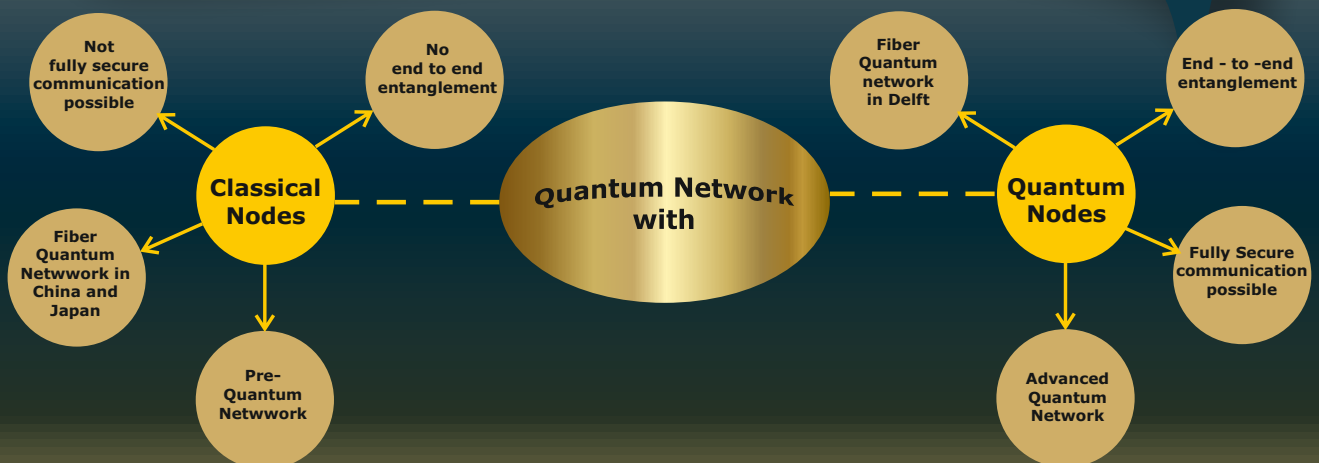 Not
fully secure
communication
possible
No
end to end
entanglement
Classical
Nodes
Fiber
Quantum
Netwwork in
China and
Japan
Pre-
Quantum
Netwwork
Quantum Network
with
Fiber
Quantum
network
in Delft
End - to -end
entanglement
Quantum
Nodes
Fully Secure
communication
possible
Advanced
Quantum
Network